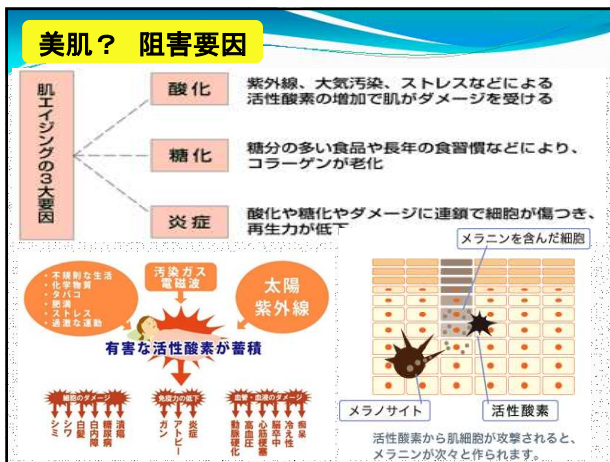 美肌？ 阻害要因
肌エイジングの3大要因
酸化
紫外線、大気汚染、ストレスなどによる
活性酸素の増加で肌がダメージを受ける
糖化
糖分の多い食品や長年の食習慣などにより、
コラーゲンが老化
炎症
酸化や糖化やダメージに連鎖で細胞が傷つき、
再生力が低下
・不規則な生活
・化学物質
・タバコ
・肥満
・ストレス
・過激な運動
汚染ガス
電磁波
太陽
紫外線
有害な活性酸素が蓄積
細胞のダメージ
シミ
シワ
白髪
白内障
糖尿病
潰瘍
免疫力の低下
ガン
アトピー
炎症
血管・血液のダメージ
動脈硬化
高血圧
心筋梗塞
脳卒中
冷え性
痴呆
メラニンを含んだ細胞
メラノサイト
活性酸素
活性酸素から肌細胞が攻撃されると、
メラニンが次々と作られます。